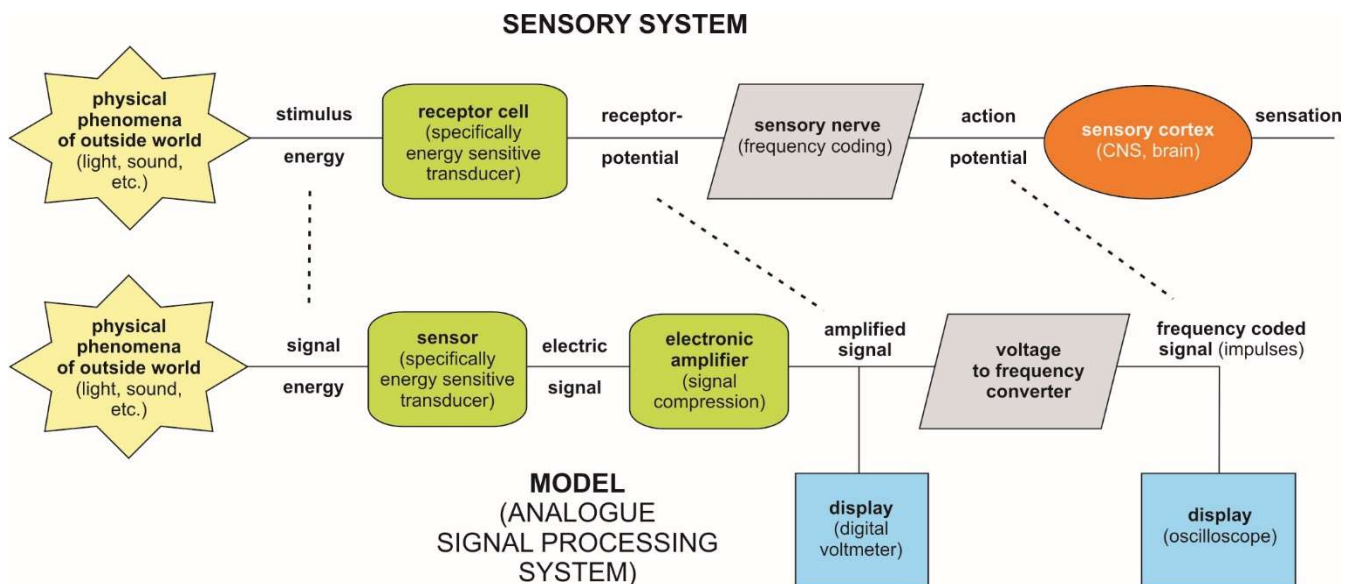 SENSORY SYSTEM
physical
phenomena
of outside world
(light, sound,
etc.)
stimulus
energy
receptor cell
(specifically
energy sensitive
transducer)
receptor-
potential
sensory nerve
(frequency coding)
action
potential
sensory cortex
(CNS, brain)
sensation
physical
phenomena
of outside world
(light, sound,
etc.)
signal
energy
sensor
(specifically
energy sensitive
transducer)
electric
signal
electronic
amplifier
(signal
compression)
amplified
signal
voltage
to frequency
converter
frequency coded
signal (impulses)
MODEL
(ANALOGUE
SIGNAL PROCESSING
SYSTEM)
display
(digital
voltmeter)
display
(oscilloscope)